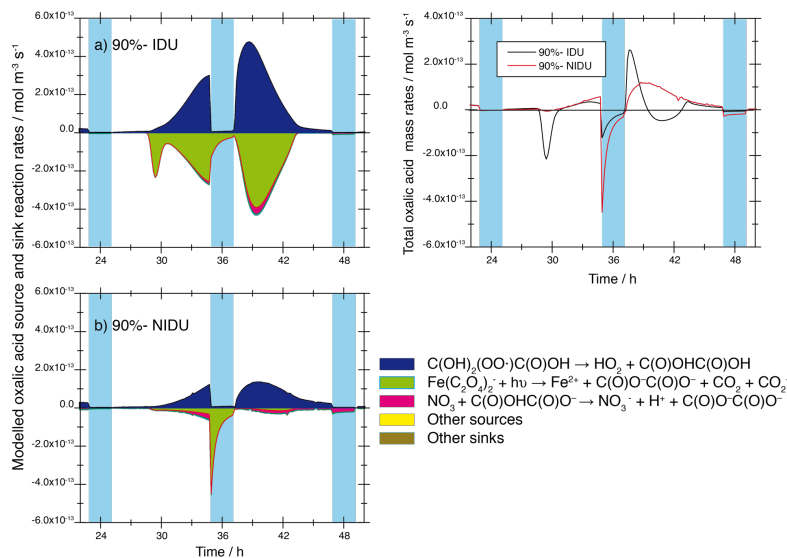 Modelled oxalic acid source and sink reaction rates / mol m⁻³ s⁻¹
6.0x10⁻¹³
4.0x10⁻¹³
2.0x10⁻¹³
0.0
-2.0x10⁻¹³
-4.0x10⁻¹³
-6.0x10⁻¹³
a) 90%- IDU
24 30 36 42 48
6.0x10⁻¹³
4.0x10⁻¹³
2.0x10⁻¹³
0.0
-2.0x10⁻¹³
-4.0x10⁻¹³
-6.0x10⁻¹³
b) 90%- NIDU
24 30 36 42 48
Time / h
Total oxalic acid mass rates / mol m⁻³ s⁻¹
4.0x10⁻¹³
2.0x10⁻¹³
0.0
-2.0x10⁻¹³
-4.0x10⁻¹³
-6.0x10⁻¹³
90%- IDU
90%- NIDU
24 30 36 42 48
Time / h
C(OH)₂(OO·)C(O)OH → HO₂ + C(O)OHC(O)OH
Fe(C₂O₄)₂⁻ + hυ → Fe²⁺ + C(O)O⁻C(O)O⁻ + CO₂ + CO₂⁻
NO₃ + C(O)OHC(O)O⁻ → NO₃⁻ + H⁺ + C(O)O⁻C(O)O⁻
Other sources
Other sinks